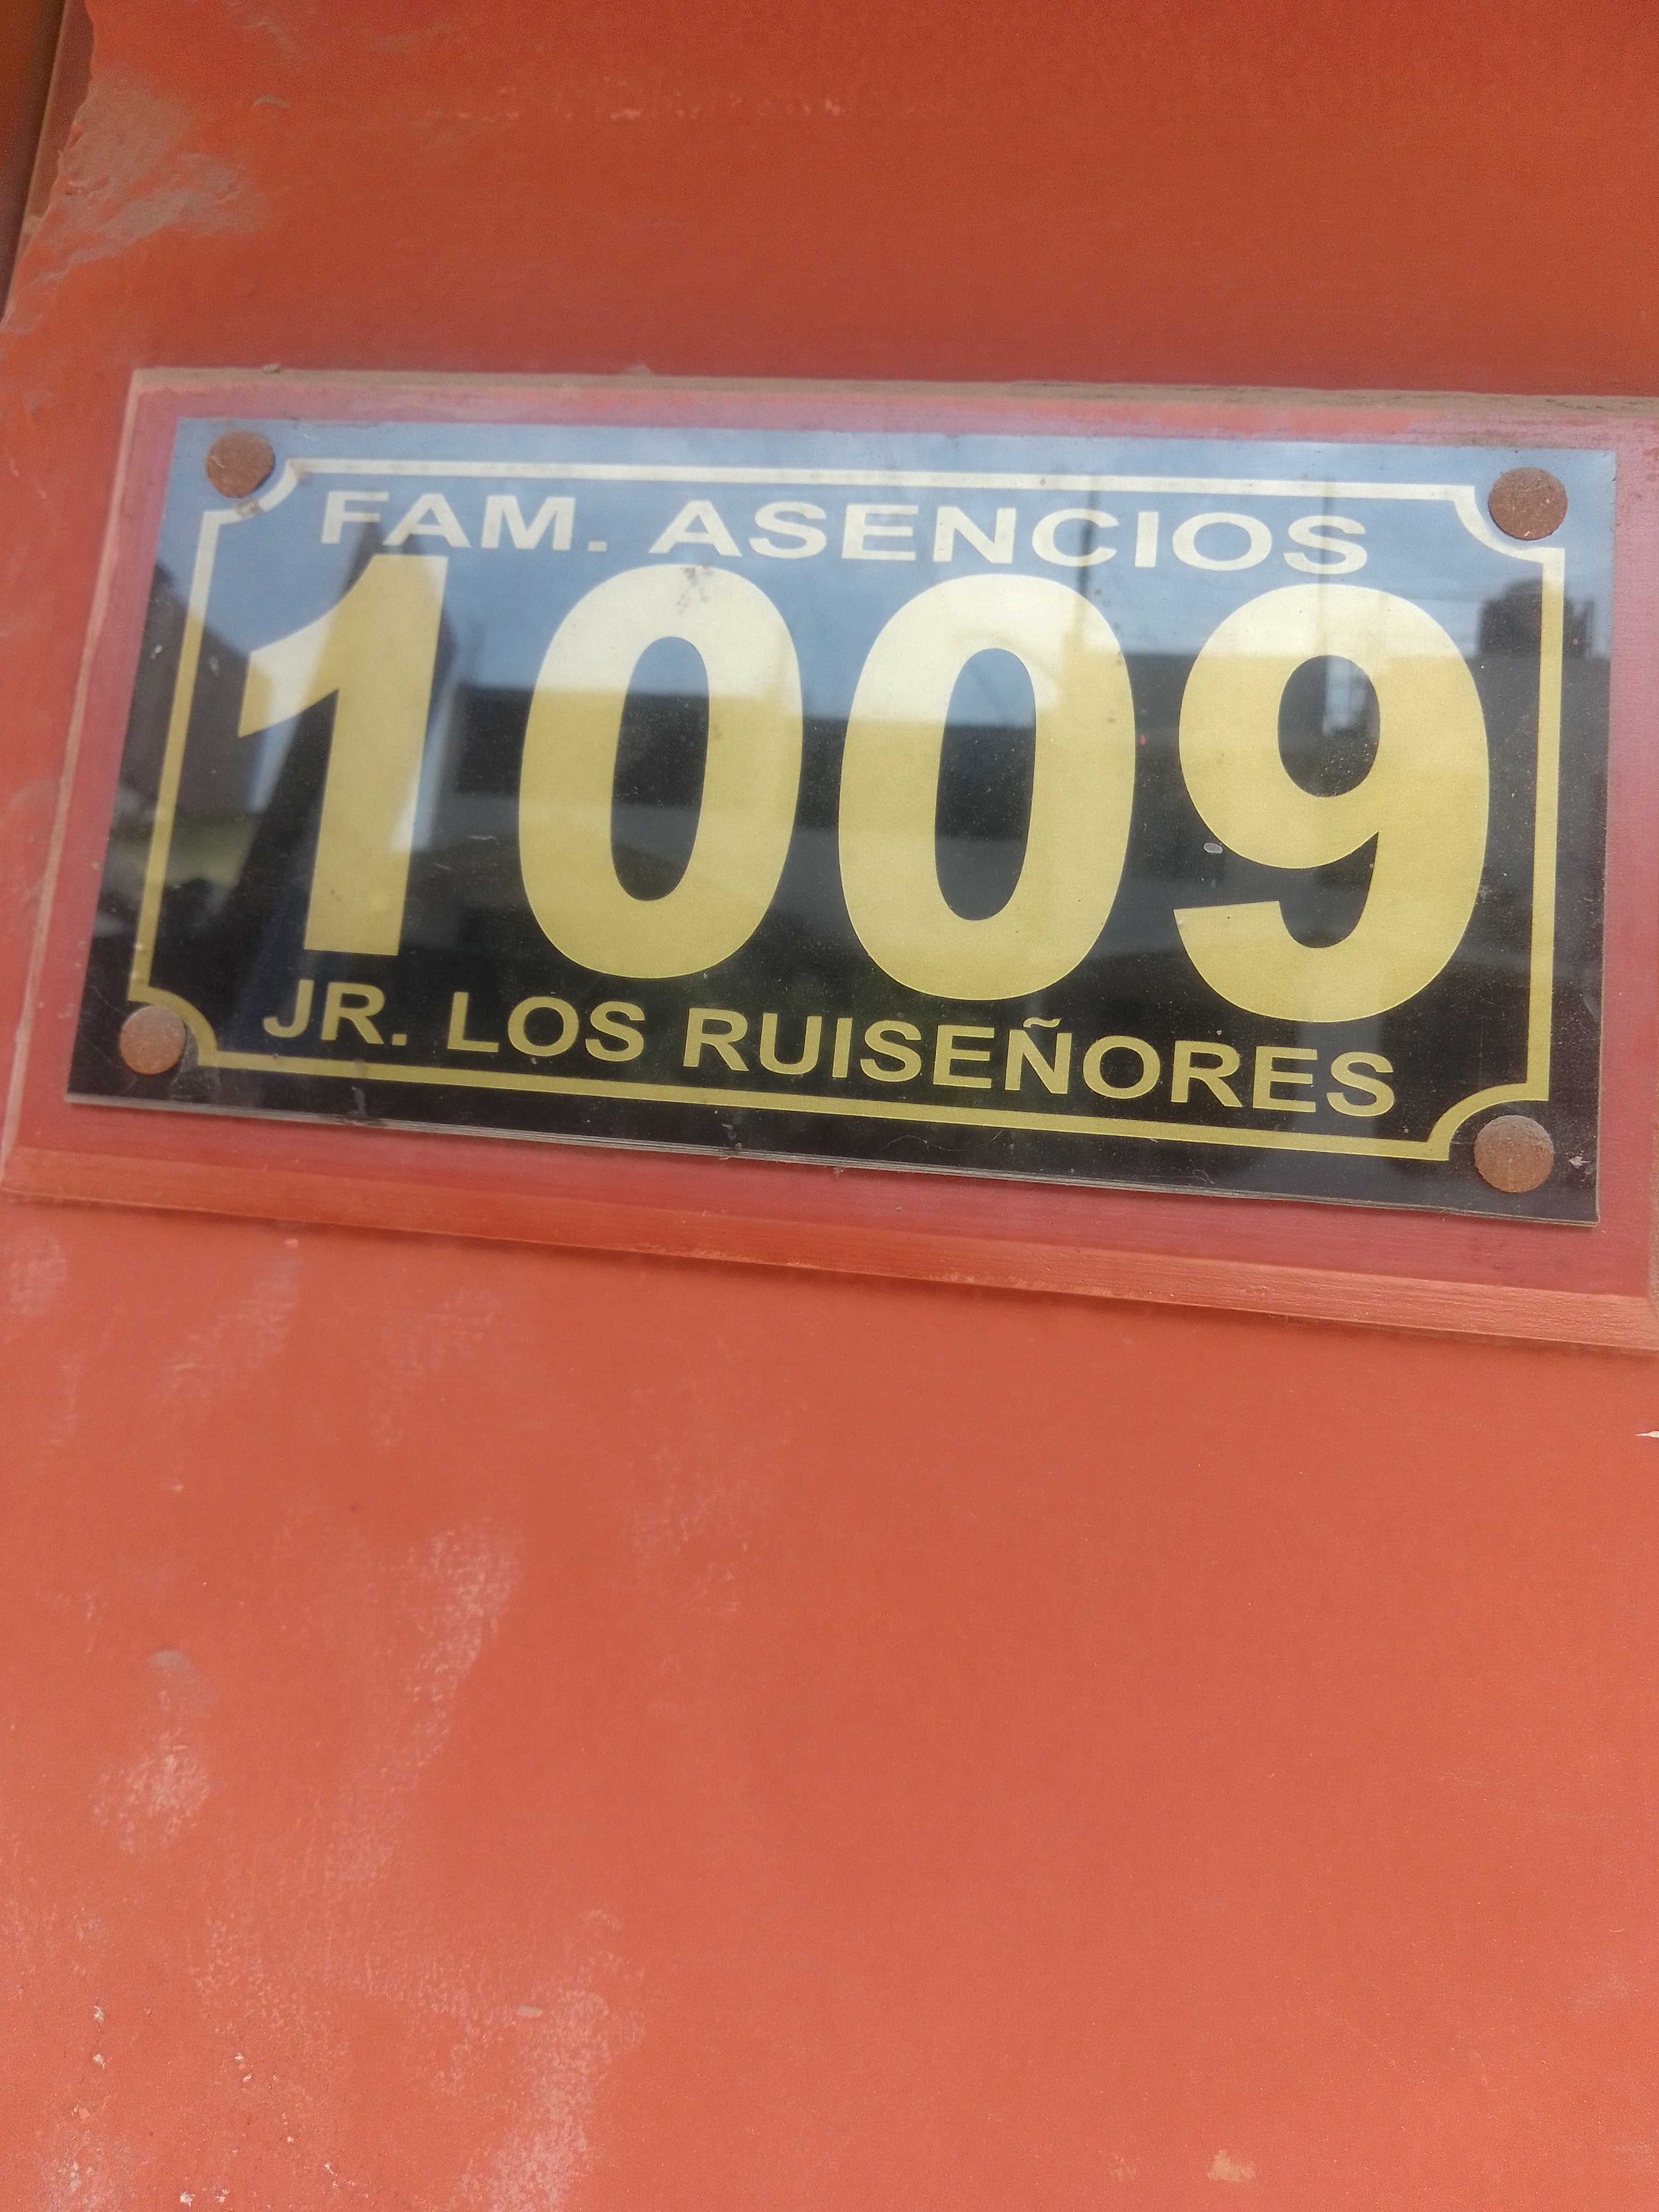 FAM. ASENCIOS
1009
JR. LOS RUISEÑORES